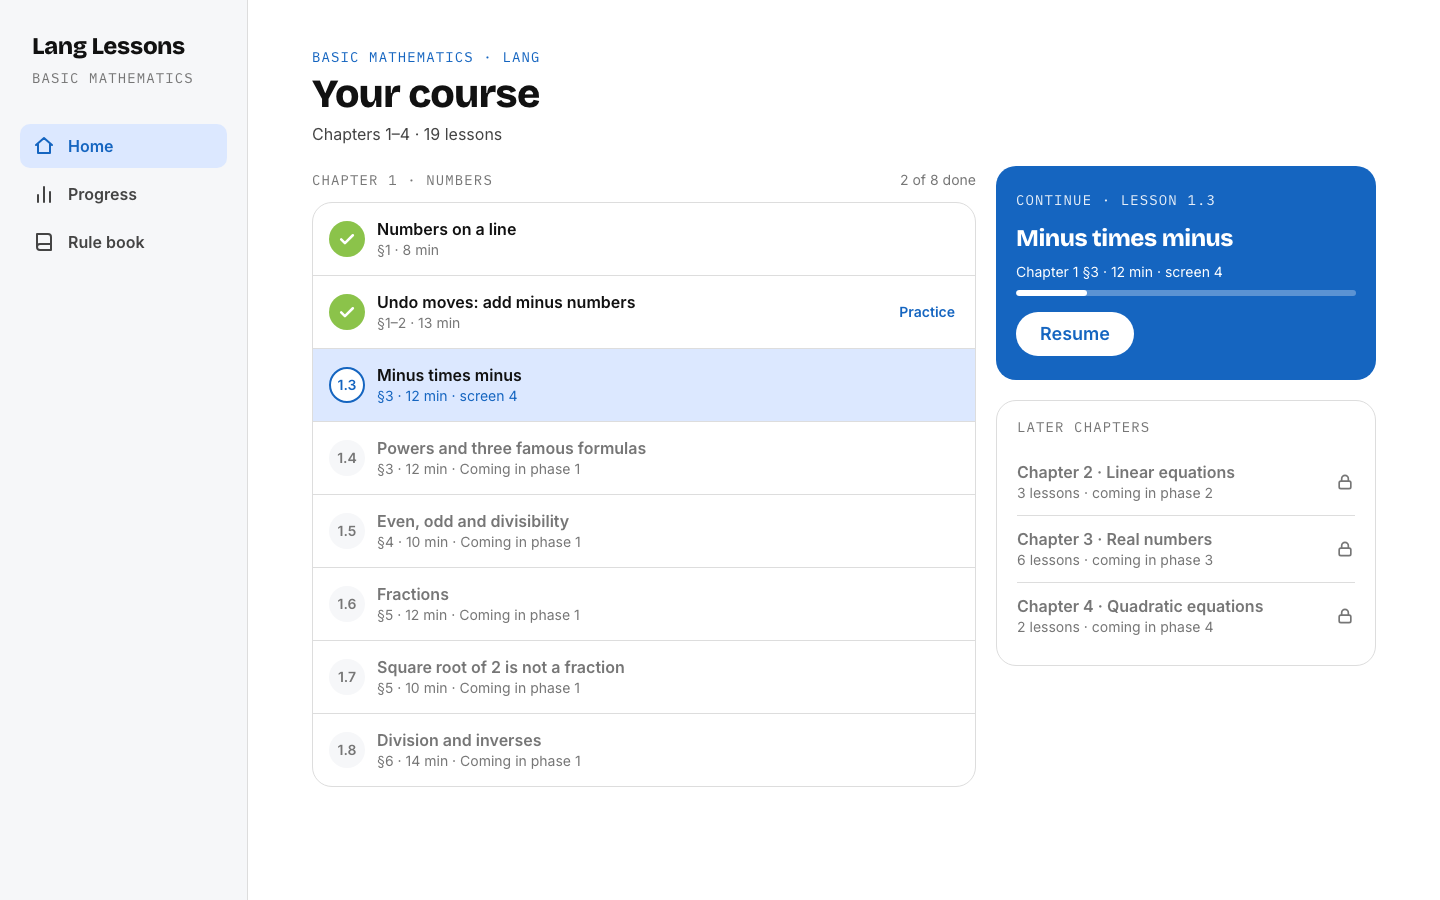 Lang Lessons
BASIC MATHEMATICS
Home
Progress
Rule book
BASIC MATHEMATICS · LANG
Your course
Chapters 1–4 · 19 lessons
CHAPTER 1 · NUMBERS
2 of 8 done
Numbers on a line
§1 · 8 min
Undo moves: add minus numbers
§1–2 · 13 min
Practice
1.3
Minus times minus
§3 · 12 min · screen 4
1.4
Powers and three famous formulas
§3 · 12 min · Coming in phase 1
1.5
Even, odd and divisibility
§4 · 10 min · Coming in phase 1
1.6
Fractions
§5 · 12 min · Coming in phase 1
1.7
Square root of 2 is not a fraction
§5 · 10 min · Coming in phase 1
1.8
Division and inverses
§6 · 14 min · Coming in phase 1
CONTINUE · LESSON 1.3
Minus times minus
Chapter 1 §3 · 12 min · screen 4
Resume
LATER CHAPTERS
Chapter 2 · Linear equations
3 lessons · coming in phase 2
Chapter 3 · Real numbers
6 lessons · coming in phase 3
Chapter 4 · Quadratic equations
2 lessons · coming in phase 4